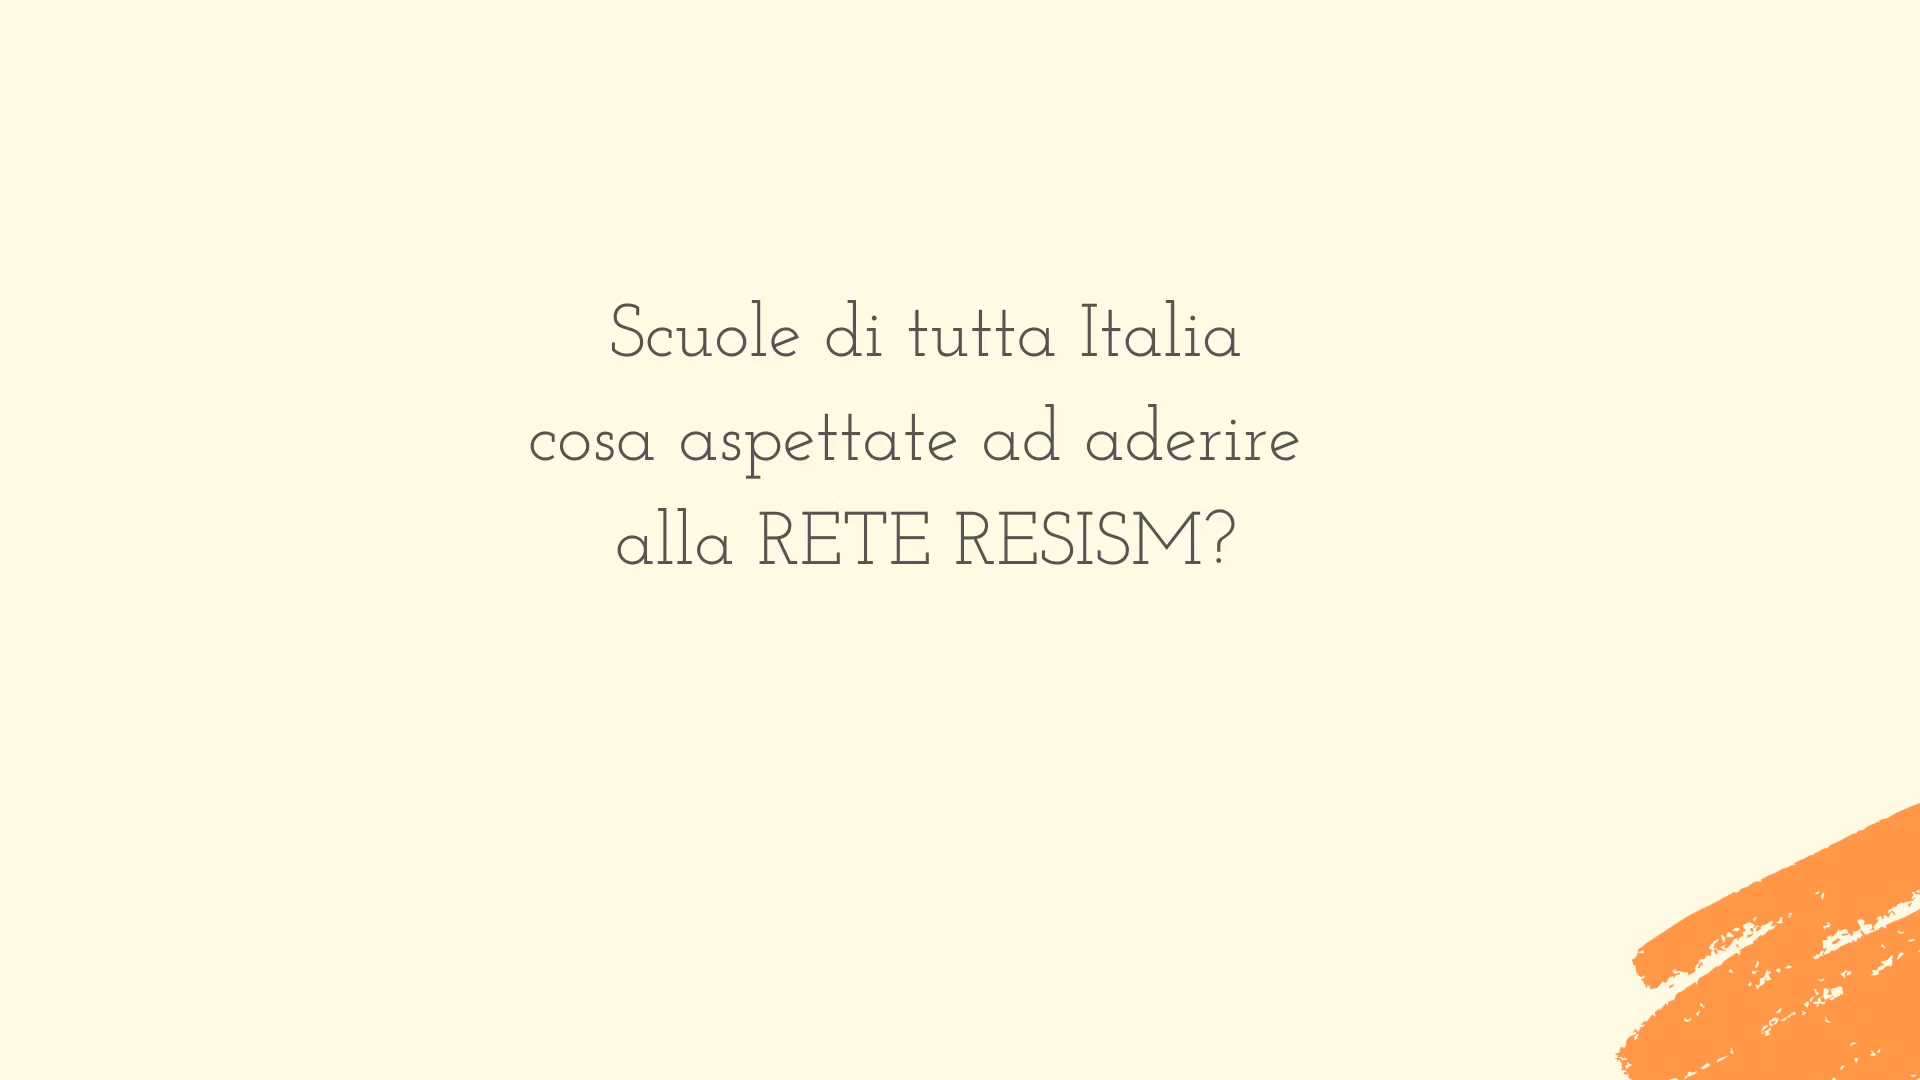 Scuole di tutta Italia
cosa aspettate ad aderire
alla RETE RESISM?